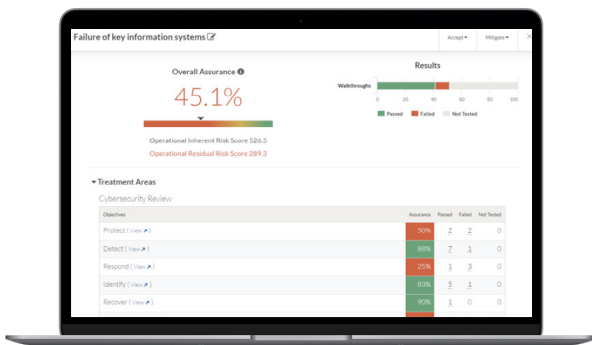 Failure of key information systems
Accept
Mitigate
×
Overall Assurance
45.1%
Operational Inherent Risk Score 526.5
Operational Residual Risk Score 289.3
Results
Walkthroughs
0 20 40 60 80 100
Passed Failed Not Tested
Treatment Areas
Cybersecurity Review
Objectives Assurance Passed Failed Not Tested
Protect ( View ) 50% 2 2 0
Detect ( View ) 88% 7 1 0
Respond ( View ) 25% 1 3 0
Identify ( View ) 83% 5 1 0
Recover ( View ) 90% 1 0 0